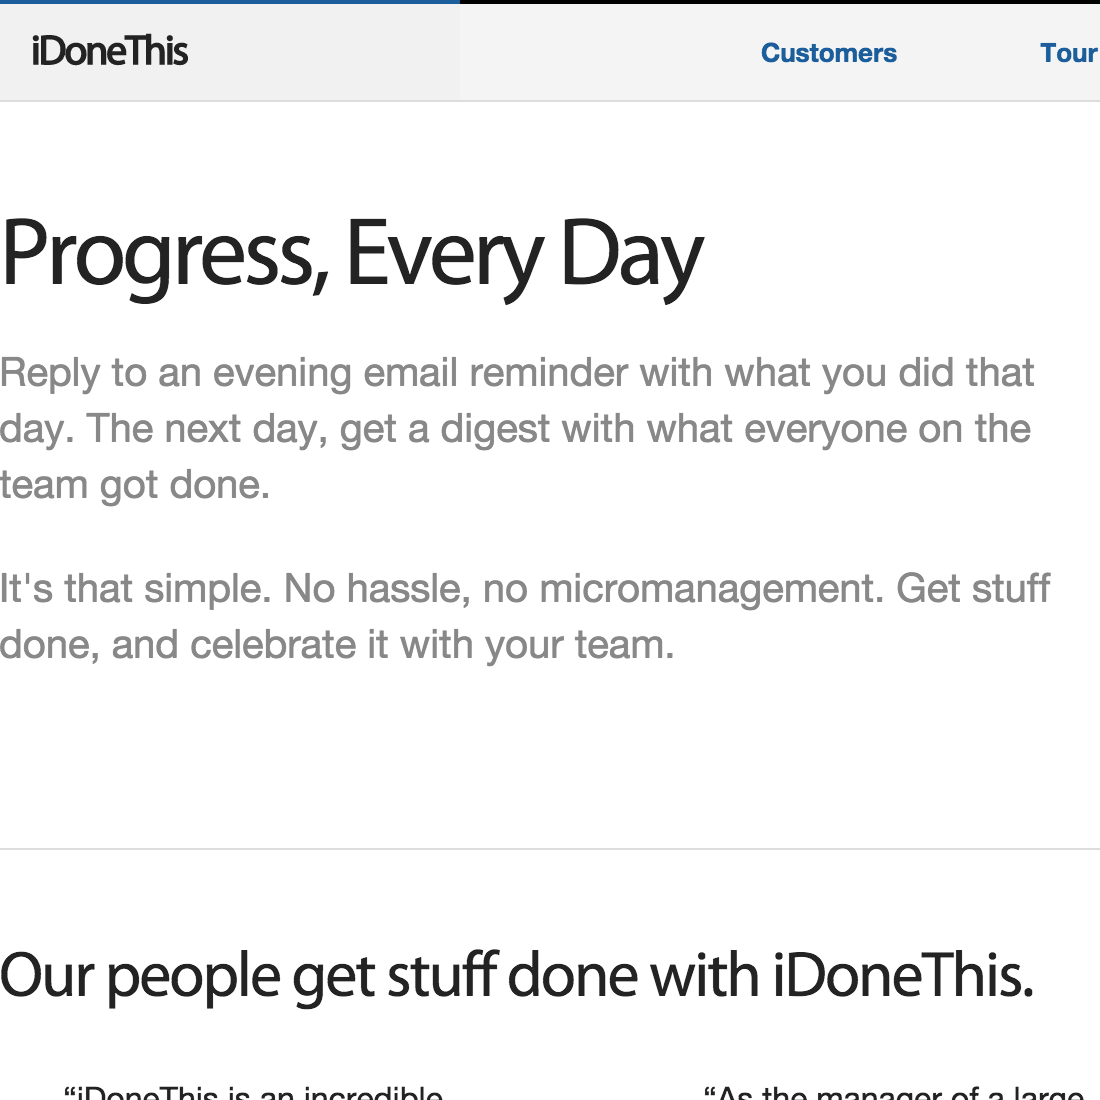 iDoneThis
Customers
Tour
Progress, Every Day
Reply to an evening email reminder with what you did that
day. The next day, get a digest with what everyone on the
team got done.
It's that simple. No hassle, no micromanagement. Get stuff
done, and celebrate it with your team.
Our people get stuff done with iDoneThis.
“iDoneThis is an incredible
“As the manager of a large